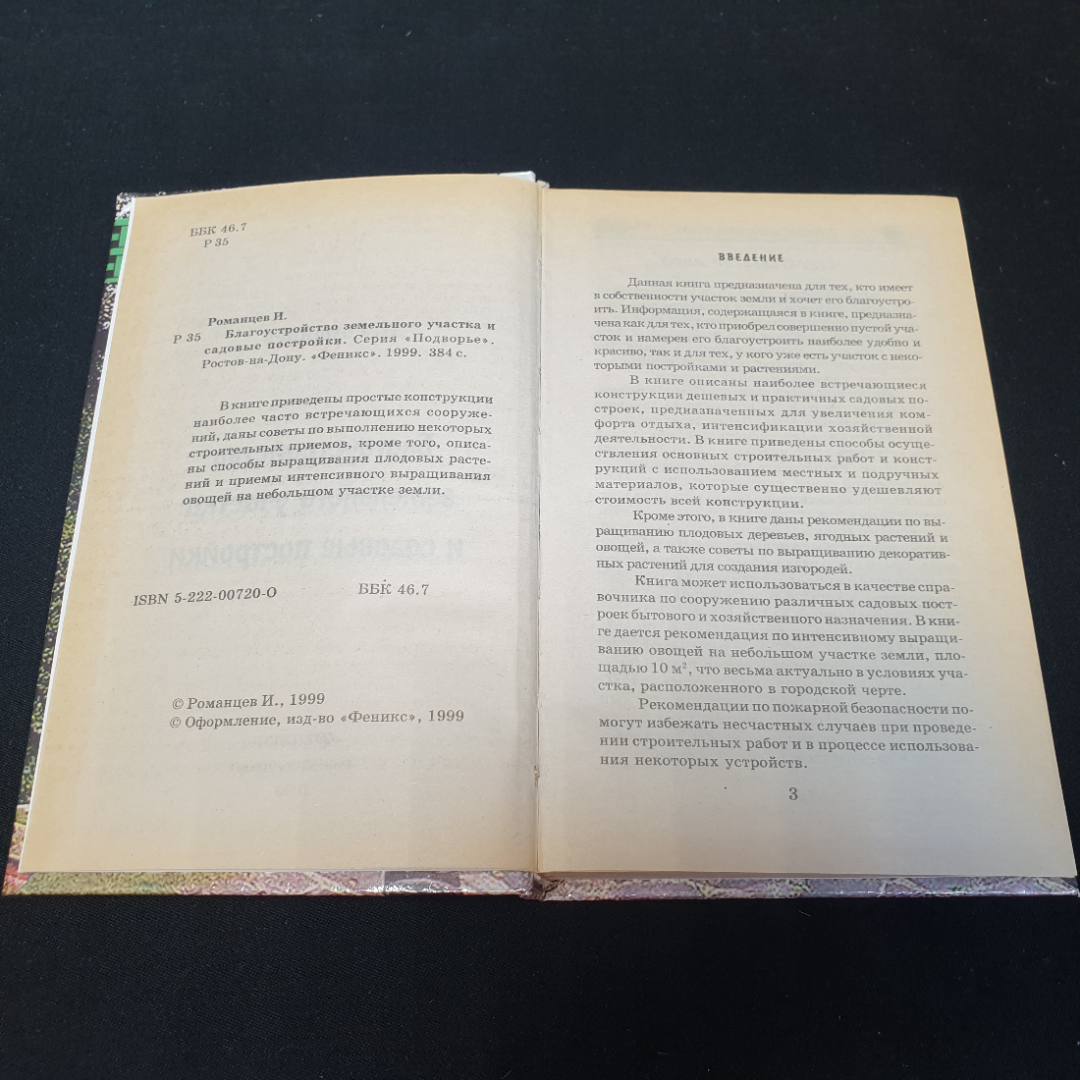 ББК 46.7
Р 35
Романцев И.
Р 35 Благоустройство земельного участка и
садовые постройки. Серия «Подворье».
Ростов-на-Дону. «Феникс». 1999. 384 с.
В книге приведены простые конструкции
наиболее часто встречающихся сооруже-
ний, даны советы по выполнению некоторых
строительных приемов, кроме того, описа-
ны способы выращивания плодовых расте-
ний и приемы интенсивного выращивания
овощей на небольшом участке земли.
ISBN 5-222-00720-О ББК 46.7
© Романцев И., 1999
© Оформление, изд-во «Феникс», 1999
ВВЕДЕНИЕ
Данная книга предназначена для тех, кто имеет
в собственности участок земли и хочет его благоустро-
ить. Информация, содержащаяся в книге, предназна-
чена как для тех, кто приобрел совершенно пустой уча-
сток и намерен его благоустроить наиболее удобно и
красиво, так и для тех, у кого уже есть участок с неко-
торыми постройками и растениями.
В книге описаны наиболее встречающиеся
конструкции дешевых и практичных садовых по-
строек, предназначенных для увеличения ком-
форта отдыха, интенсификации хозяйственной
деятельности. В книге приведены способы осуще-
ствления основных строительных работ и конст-
рукций с использованием местных и подручных
материалов, которые существенно удешевляют
стоимость всей конструкции.
Кроме этого, в книге даны рекомендации по вы-
ращиванию плодовых деревьев, ягодных растений и
овощей, а также советы по выращиванию декоратив-
ных растений для создания изгородей.
Книга может использоваться в качестве спра-
вочника по сооружению различных садовых пост-
роек бытового и хозяйственного назначения. В кни-
ге дается рекомендация по интенсивному выращи-
ванию овощей на небольшом участке земли, пло-
щадью 10 м², что весьма актуально в условиях уча-
стка, расположенного в городской черте.
Рекомендации по пожарной безопасности по-
могут избежать несчастных случаев при проведе-
нии строительных работ и в процессе использова-
ния некоторых устройств.
3